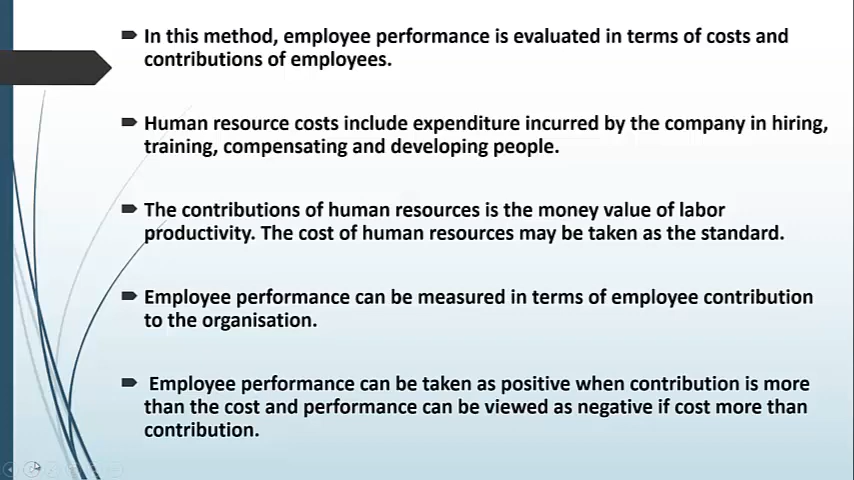 In this method, employee performance is evaluated in terms of costs and
contributions of employees.
Human resource costs include expenditure incurred by the company in hiring,
training, compensating and developing people.
The contributions of human resources is the money value of labor
productivity. The cost of human resources may be taken as the standard.
Employee performance can be measured in terms of employee contribution
to the organisation.
Employee performance can be taken as positive when contribution is more
than the cost and performance can be viewed as negative if cost more than
contribution.